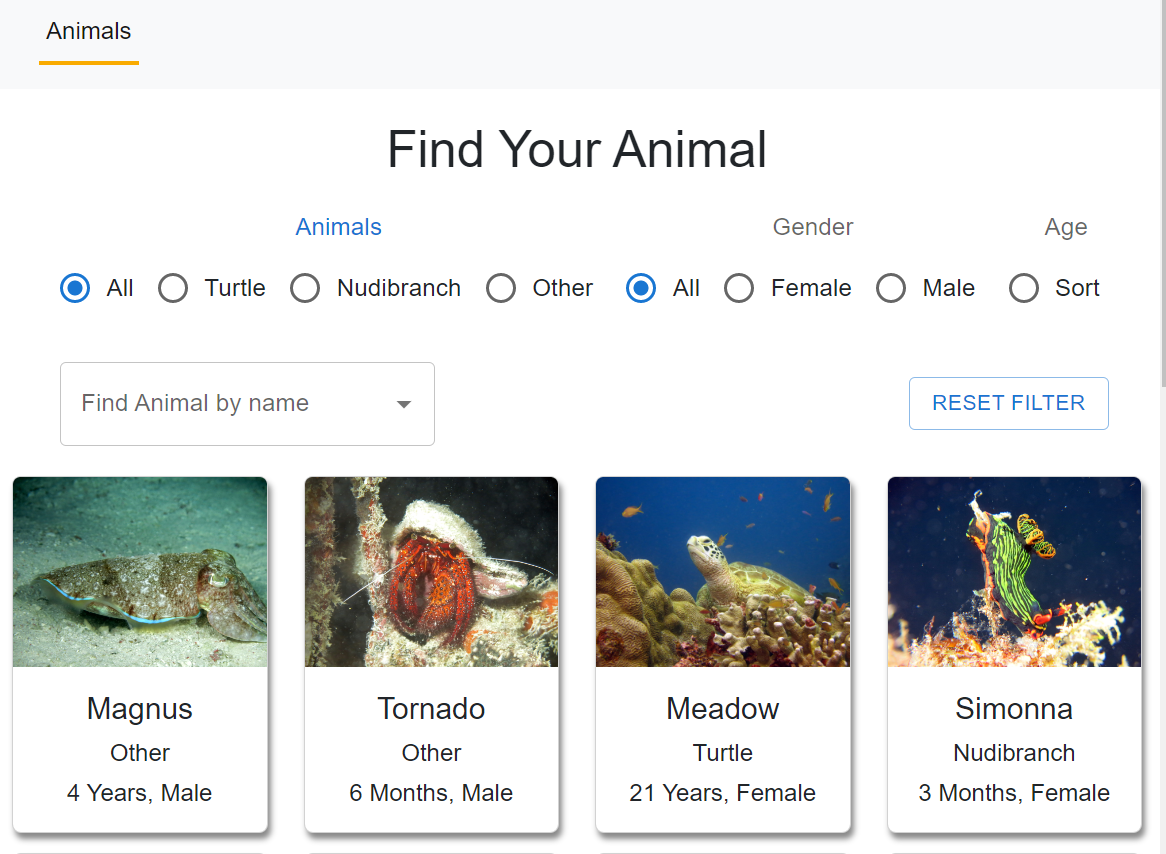 Animals
Find Your Animal
Animals Gender Age
All Turtle Nudibranch Other All Female Male Sort
Find Animal by name RESET FILTER
Magnus
Other
4 Years, Male
Tornado
Other
6 Months, Male
Meadow
Turtle
21 Years, Female
Simonna
Nudibranch
3 Months, Female